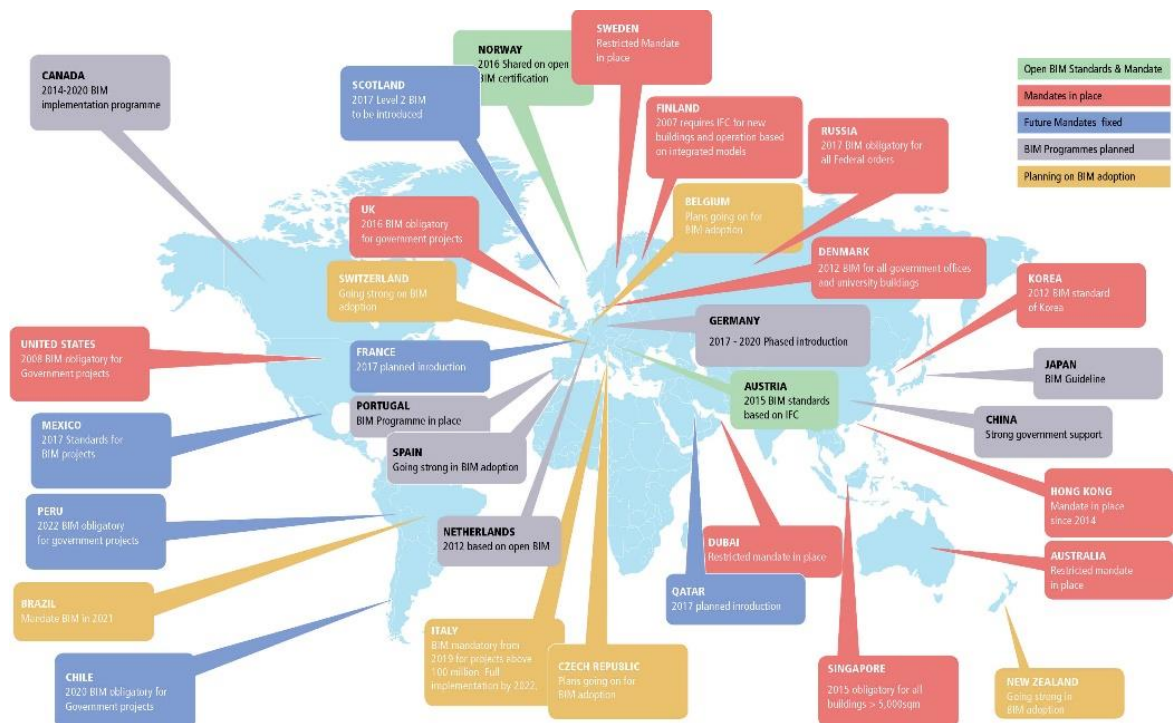 SWEDEN
Restricted Mandate
in place
NORWAY
2016 Shared on open
BIM certification
CANADA
2014-2020 BIM
implementation programme
SCOTLAND
2017 Level 2 BIM
to be introduced
Open BIM Standards & Mandate
Mandates in place
Future Mandates fixed
BIM Programmes planned
Planning on BIM adoption
FINLAND
2007 requires IFC for new
buildings and operation based
on integrated models
RUSSIA
2017 BIM obligatory for
all Federal orders
BELGIUM
Plans going on for
BIM adoption
UK
2016 BIM obligatory
for government projects
DENMARK
2012 BIM for all government offices
and university buildings
SWITZERLAND
Going strong on BIM
adoption
KOREA
2012 BIM standard
of Korea
GERMANY
2017 - 2020 Phased introduction
UNITED STATES
2008 BIM obligatory for
Government projects
FRANCE
2017 planned inroduction
JAPAN
BIM Guideline
AUSTRIA
2015 BIM standards
based on IFC
PORTUGAL
BIM Programme in place
CHINA
Strong government support
MEXICO
2017 Standards for
BIM projects
SPAIN
Going strong in BIM adoption
HONG KONG
Mandate in place
since 2014
PERU
2022 BIM obligatory
for government projects
NETHERLANDS
2012 based on open BIM
DUBAI
Restricted mandate in place
AUSTRALIA
Restricted mandate
in place
QATAR
2017 planned inroduction
BRAZIL
Mandate BIM in 2021
ITALY
BIM mandatory from
2019 for projects above
100 million. Full
implementation by 2022.
CZECH REPUBLIC
Plans going on for
BIM adoption
CHILE
2020 BIM obligatory for
Government projects
SINGAPORE
2015 obligatory for all
buildings > 5,000sqm
NEW ZEALAND
Going strong in
BIM adoption